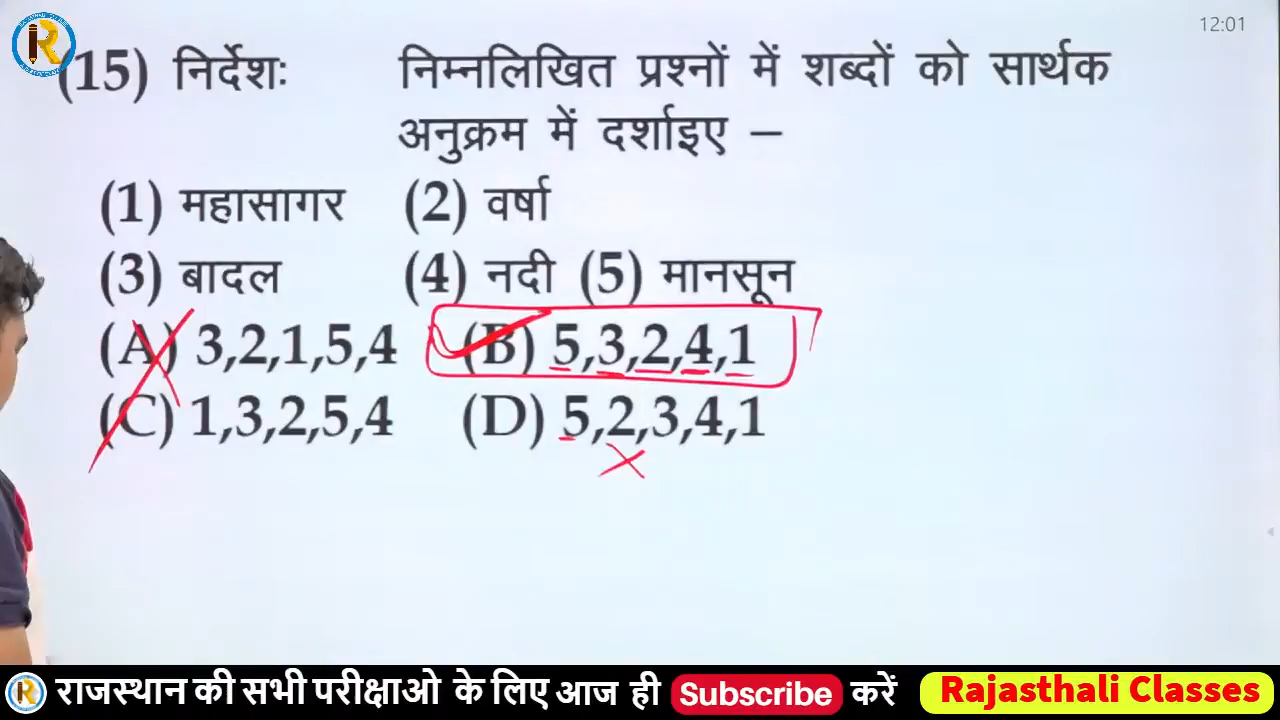 12:01
(15) निर्देशः निम्नलिखित प्रश्नों में शब्दों को सार्थक
अनुक्रम में दर्शाइए –
(1) महासागर (2) वर्षा
(3) बादल (4) नदी (5) मानसून
(A) 3,2,1,5,4 (B) 5,3,2,4,1
(C) 1,3,2,5,4 (D) 5,2,3,4,1
राजस्थान की सभी परीक्षाओ के लिए आज ही Subscribe करें Rajasthali Classes